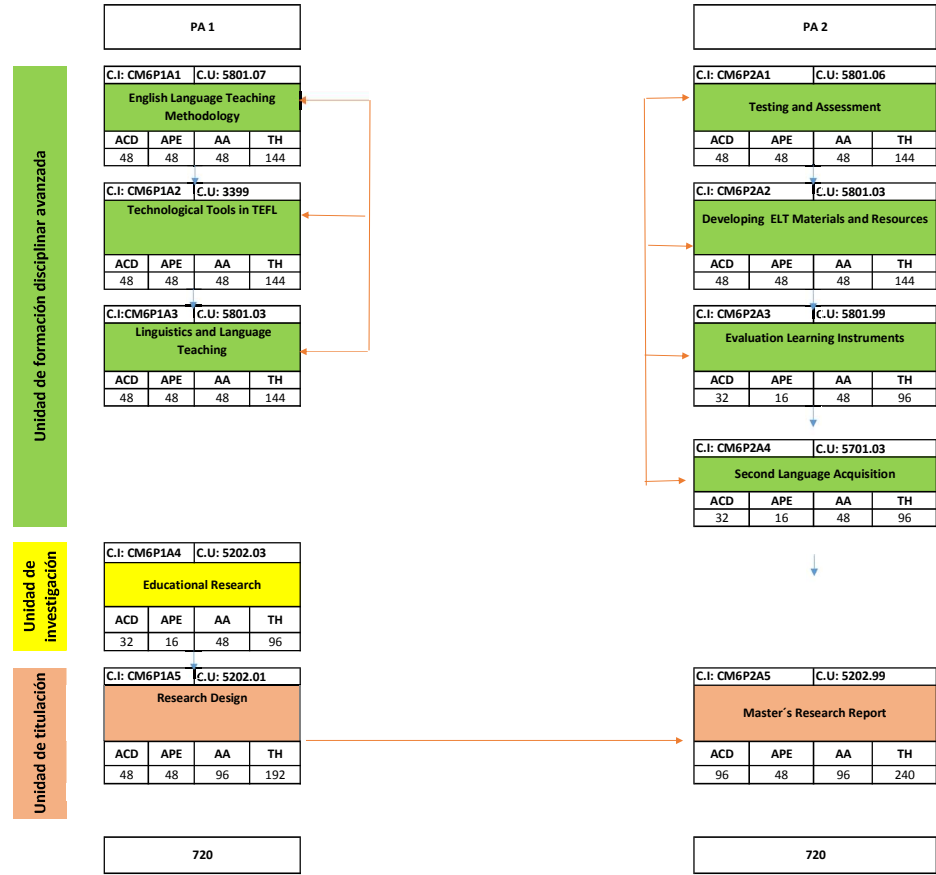 PA 1
PA 2
Unidad de formación disciplinar avanzada
C.I: CM6P1A1 C.U: 5801.07
English Language Teaching
Methodology
ACD APE AA TH
48 48 48 144
C.I: CM6P1A2 C.U: 3399
Technological Tools in TEFL
ACD APE AA TH
48 48 48 144
C.I:CM6P1A3 C.U: 5801.03
Linguistics and Language
Teaching
ACD APE AA TH
48 48 48 144
C.I: CM6P2A1 C.U: 5801.06
Testing and Assessment
ACD APE AA TH
48 48 48 144
C.I: CM6P2A2 C.U: 5801.03
Developing ELT Materials and Resources
ACD APE AA TH
48 48 48 144
C.I: CM6P2A3 C.U: 5801.99
Evaluation Learning Instruments
ACD APE AA TH
32 16 48 96
C.I: CM6P2A4 C.U: 5701.03
Second Language Acquisition
ACD APE AA TH
32 16 48 96
Unidad de
investigación
C.I: CM6P1A4 C.U: 5202.03
Educational Research
ACD APE AA TH
32 16 48 96
Unidad de titulación
C.I: CM6P1A5 C.U: 5202.01
Research Design
ACD APE AA TH
48 48 96 192
C.I: CM6P2A5 C.U: 5202.99
Master´s Research Report
ACD APE AA TH
96 48 96 240
720
720